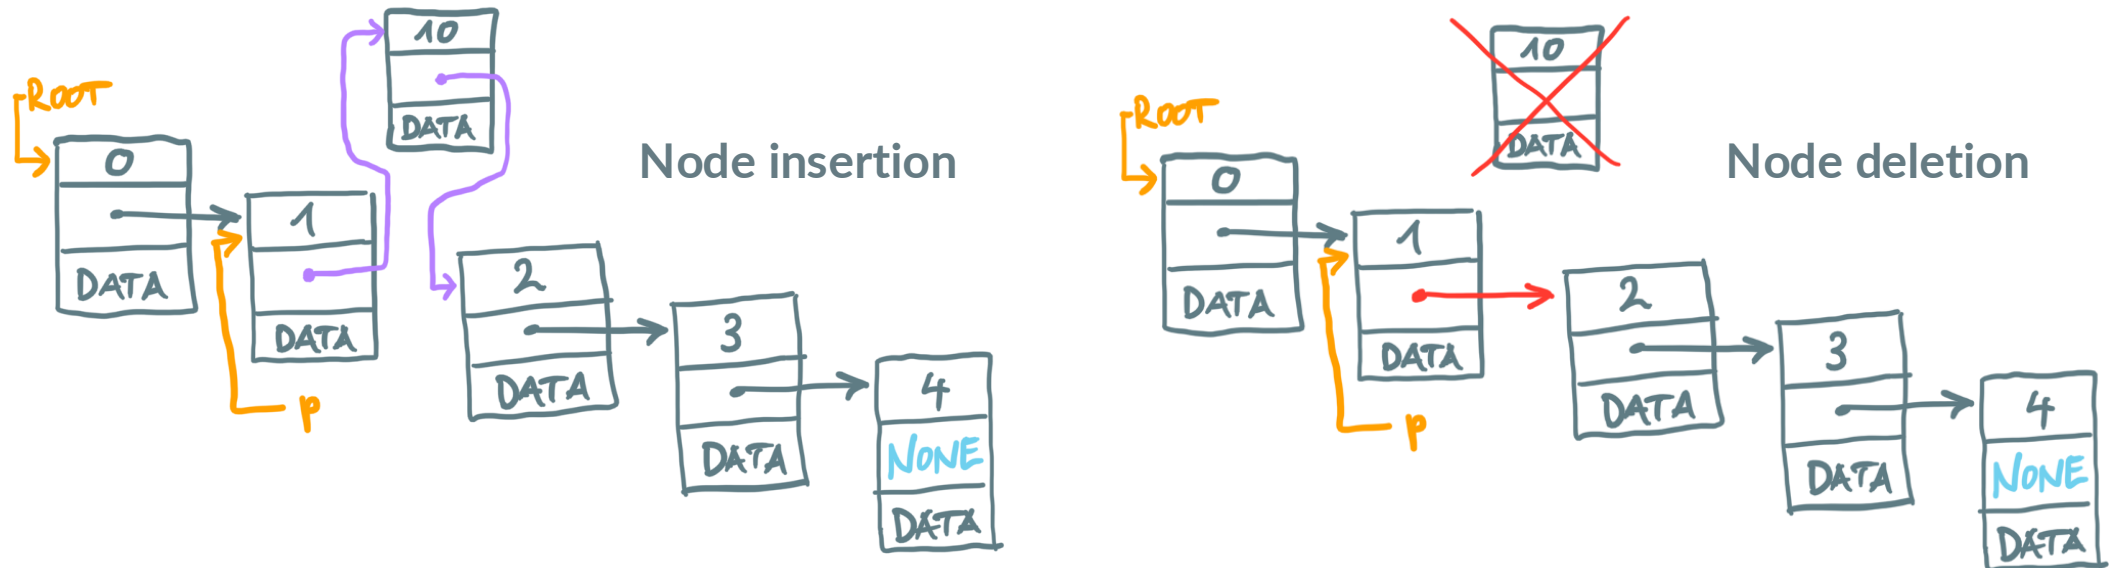 Node insertion
ROOT
0
DATA
1
DATA
p
10
DATA
2
DATA
3
DATA
4
NONE
DATA
Node deletion
ROOT
0
DATA
1
DATA
p
10
DATA
2
DATA
3
DATA
4
NONE
DATA